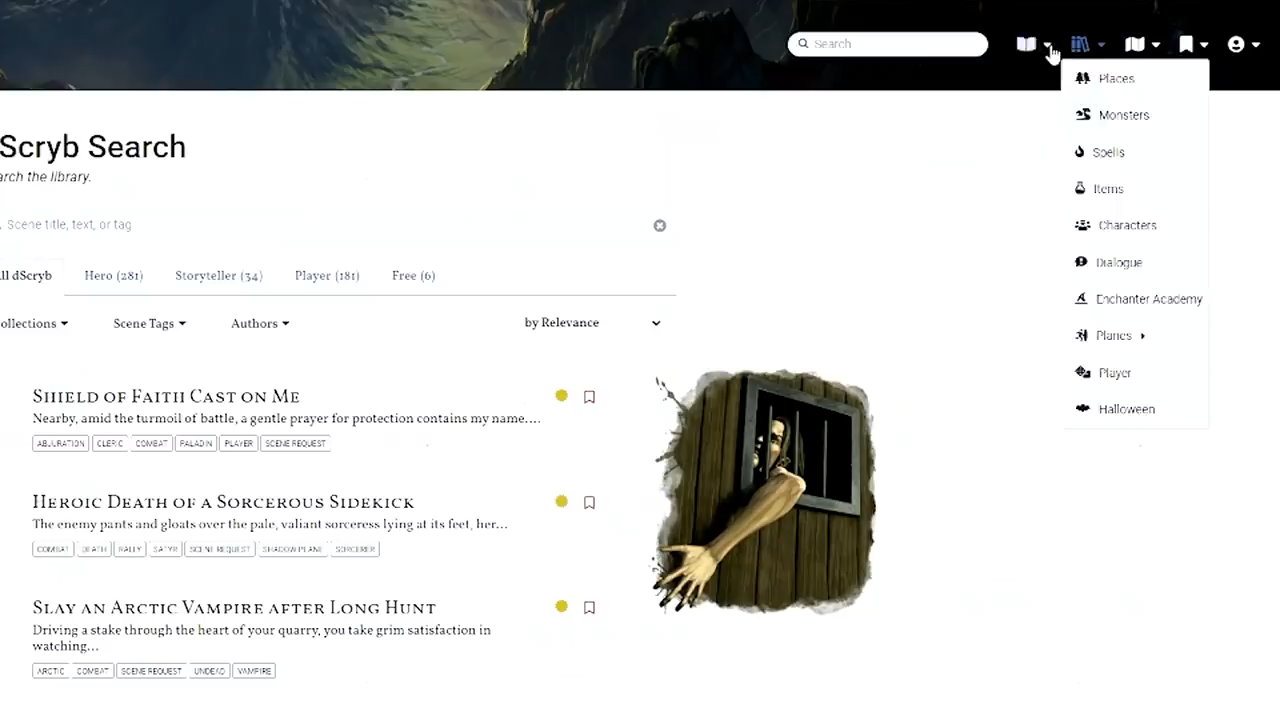 Search
Places
Monsters
Spells
Items
Characters
Dialogue
Enchanter Academy
Planes
Player
Halloween
Scryb Search
arch the library.
Scene title, text, or tag
ll dScryb
Hero (281)
Storyteller (34)
Player (181)
Free (6)
ollections
Scene Tags
Authors
by Relevance
Shield of Faith Cast on Me
Nearby, amid the turmoil of battle, a gentle prayer for protection contains my name....
ABJURATION CLERIC COMBAT PALADIN PLAYER SCENE REQUEST
Heroic Death of a Sorcerous Sidekick
The enemy pants and gloats over the pale, valiant sorceress lying at its feet, her...
COMBAT DEATH RALLY SATYR SCENE REQUEST SHADOW PLANE SORCERER
Slay an Arctic Vampire after Long Hunt
Driving a stake through the heart of your quarry, you take grim satisfaction in
watching...
ARCTIC COMBAT SCENE REQUEST UNDEAD VAMPIRE